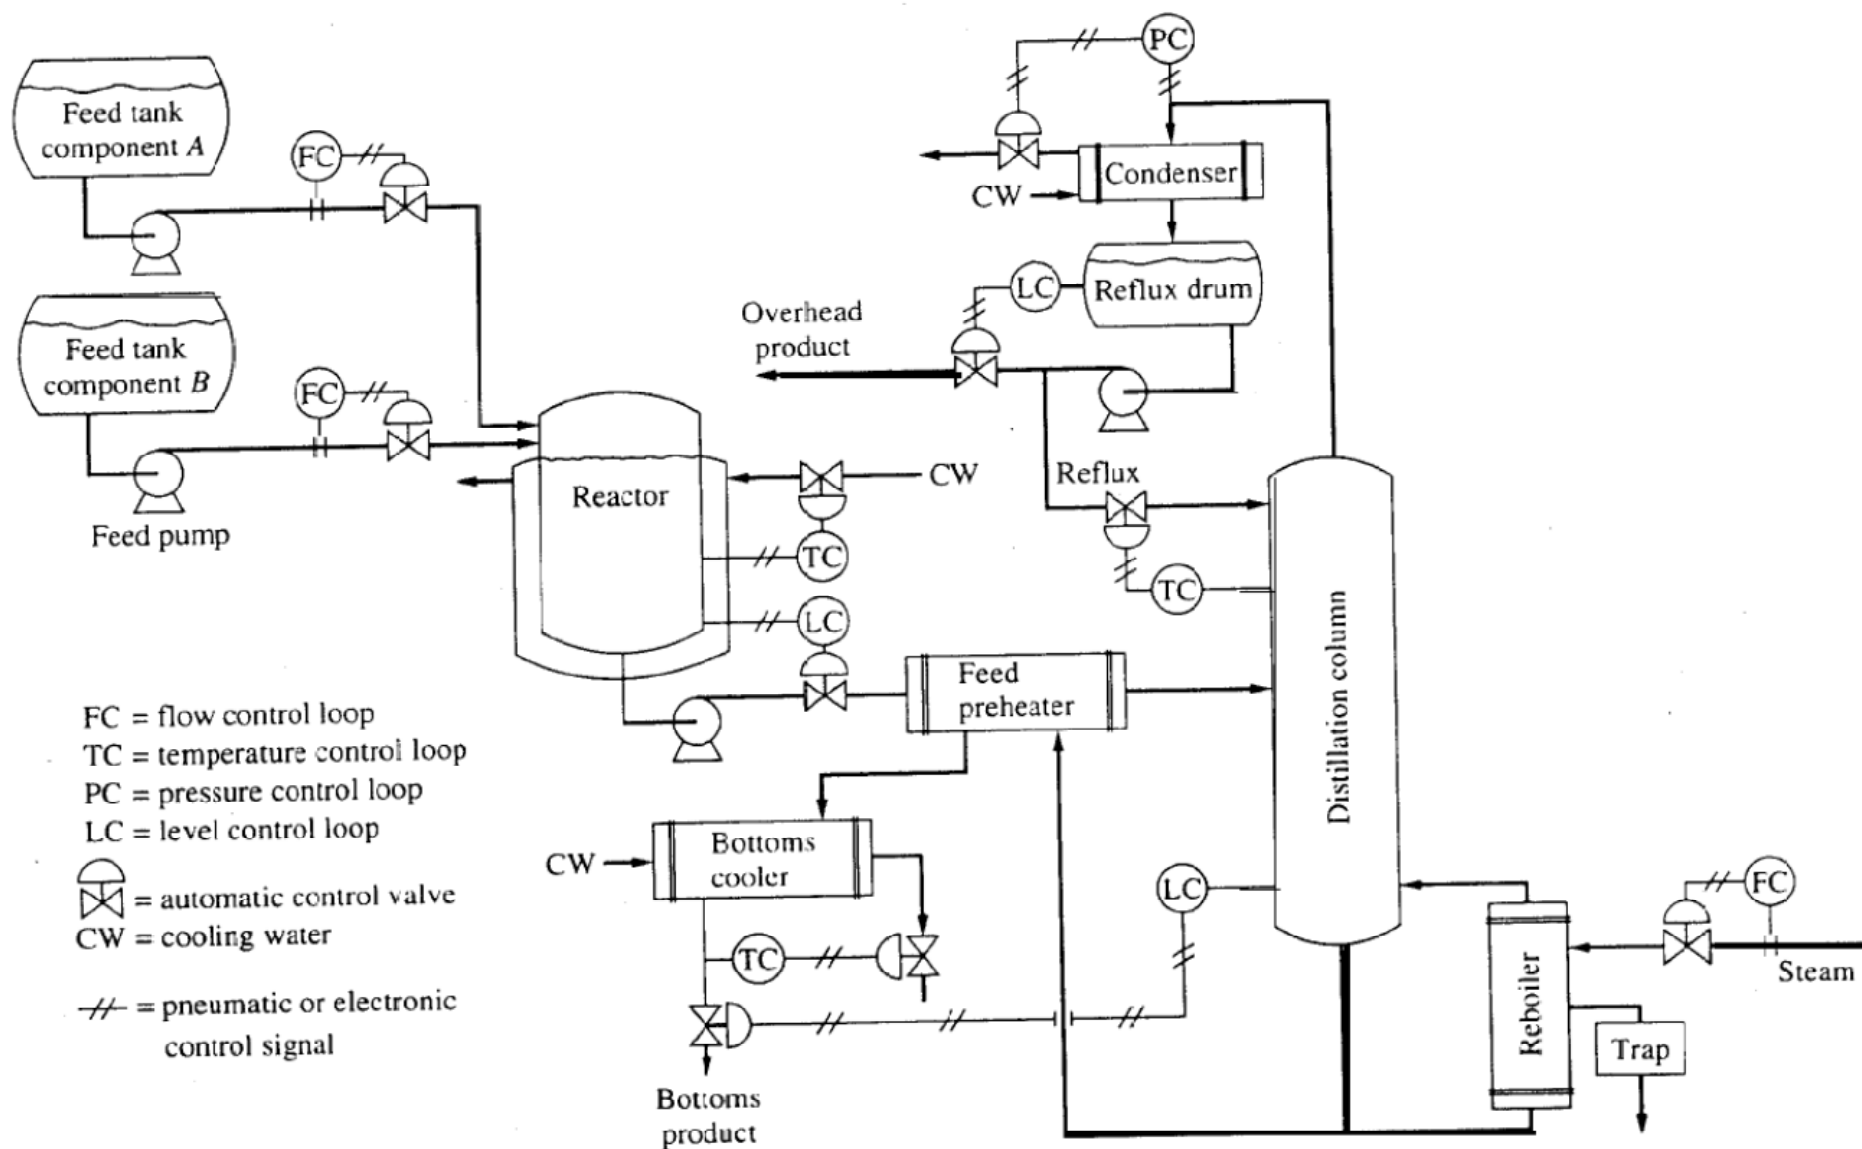 PC
Feed tank
component A
FC
Condenser
CW
LC
Reflux drum
Overhead
product
Feed tank
component B
FC
Feed pump
Reactor
CW
TC
LC
Reflux
TC
Feed
preheater
Distillation column
FC = flow control loop
TC = temperature control loop
PC = pressure control loop
LC = level control loop
= automatic control valve
CW = cooling water
= pneumatic or electronic
control signal
CW
Bottoms
cooler
TC
LC
Bottoms
product
FC
Steam
Reboiler
Trap